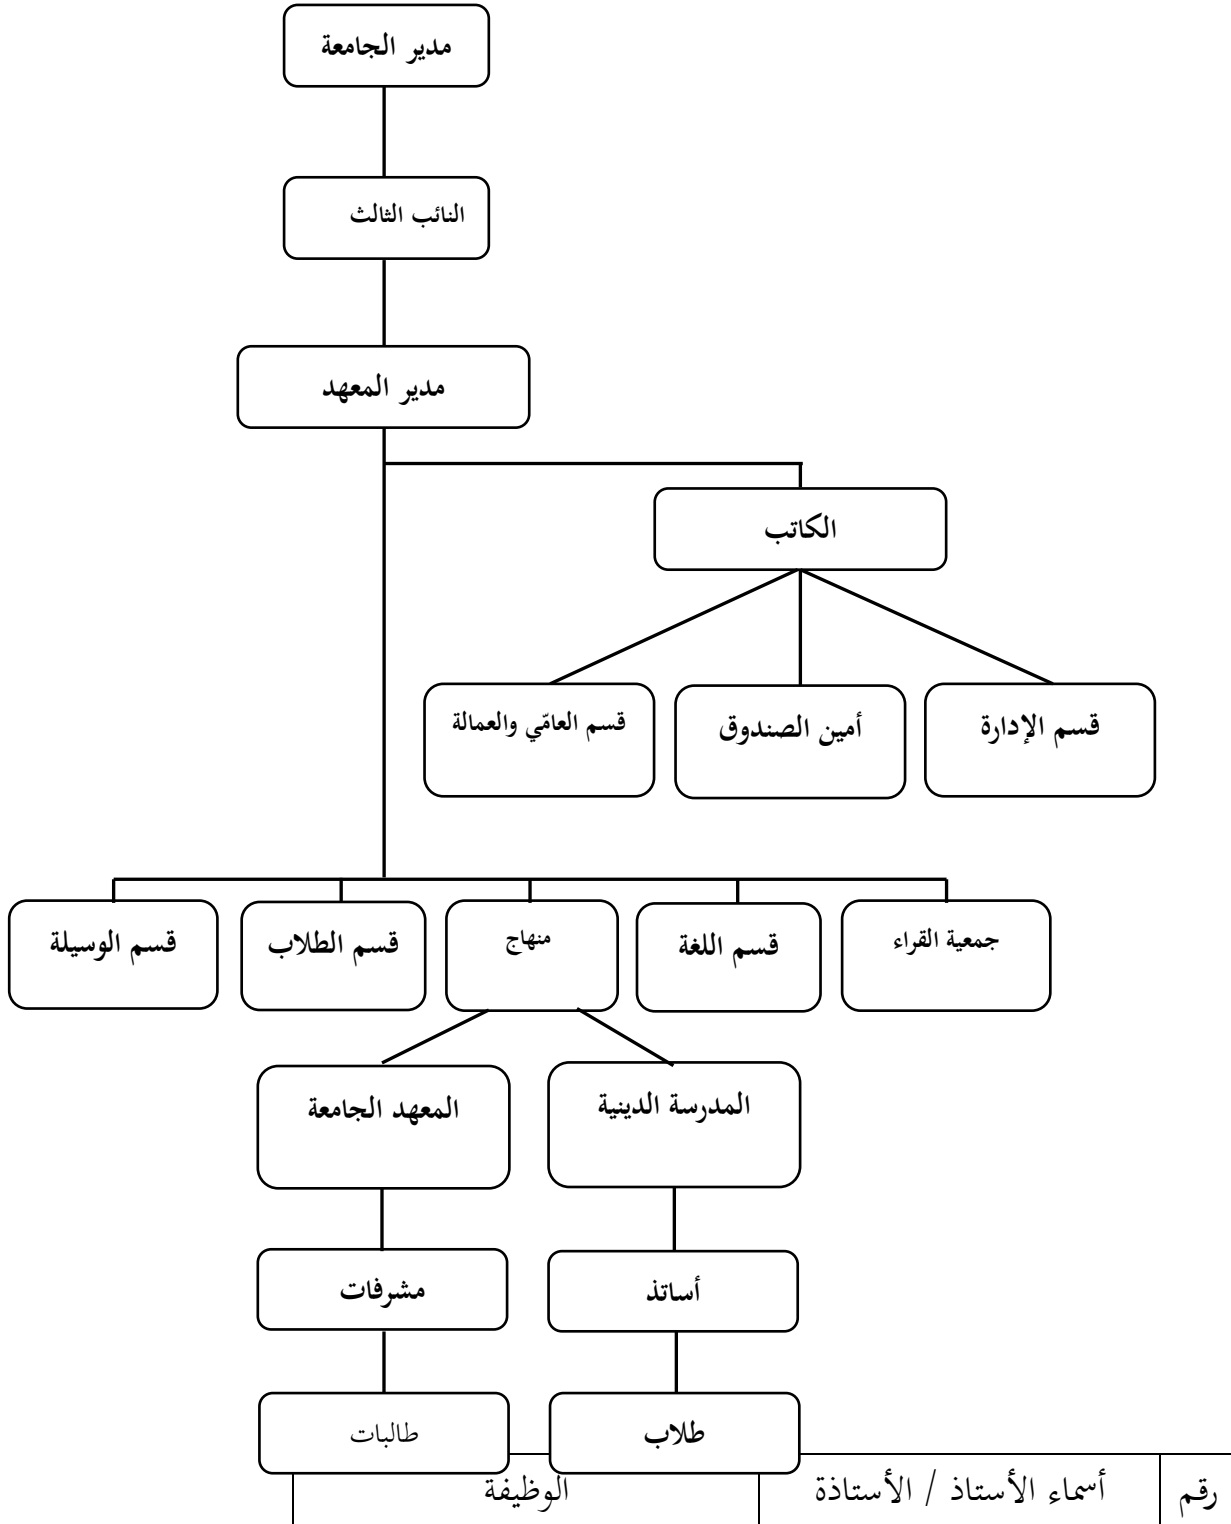 مدير الجامعة
النائب الثالث
مدير المعهد
الكاتب
قسم الإدارة
أمين الصندوق
قسم العامّي والعمالة
جمعية القراء
قسم اللغة
منهاج
قسم الطلاب
قسم الوسيلة
المدرسة الدينية
المعهد الجامعة
أساتذ
مشرفات
طلاب
طالبات
رقم
أسماء الأستاذ / الأستاذة
الوظيفة